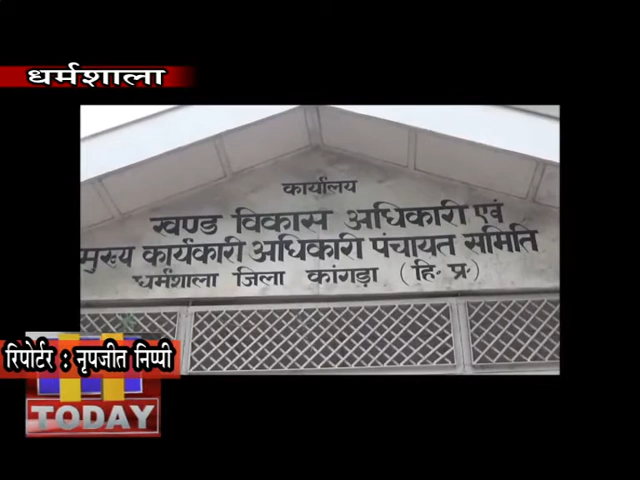 धर्मशाला
कार्यालय
खण्ड विकास अधिकारी एवं
मुख्य कार्यकारी अधिकारी पंचायत समिति
धर्मशाला जिला कांगड़ा (हि॰ प्र॰)
रिपोर्टर : नृपजीत निप्पी
TODAY